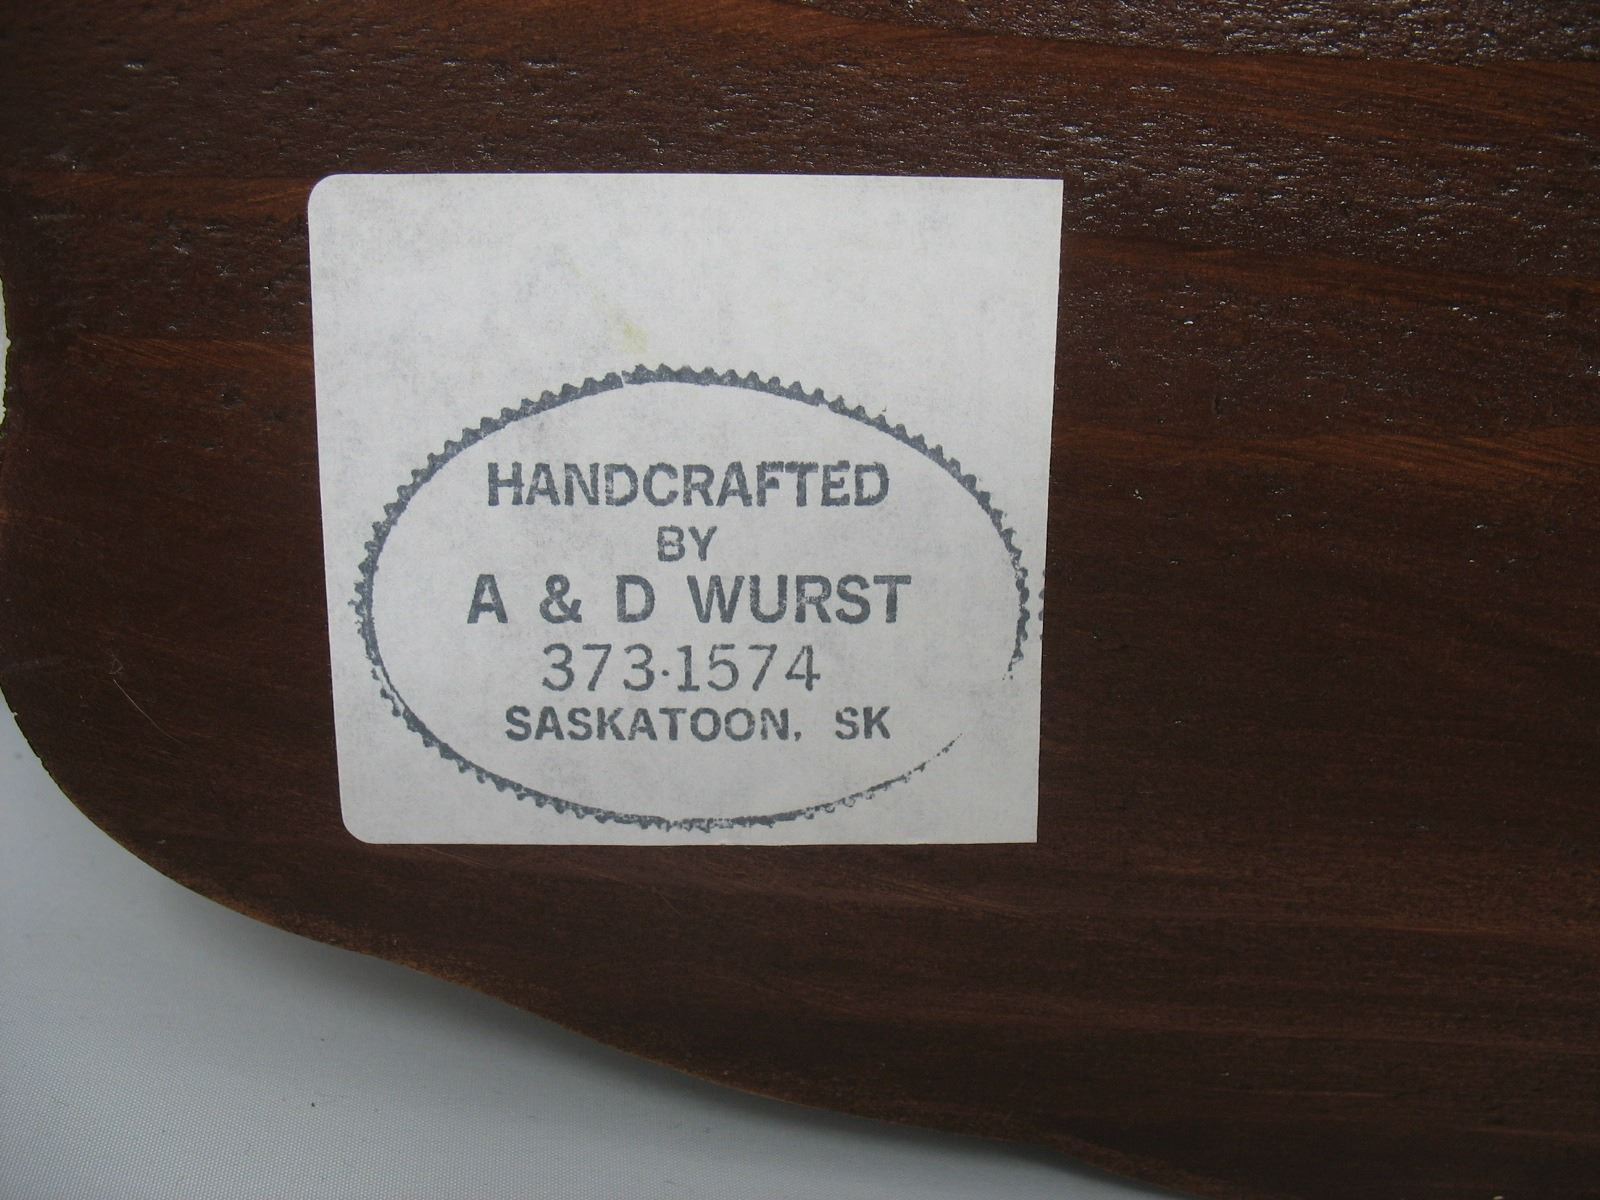 HANDCRAFTED
BY
A & D WURST
373·1574
SASKATOON, SK